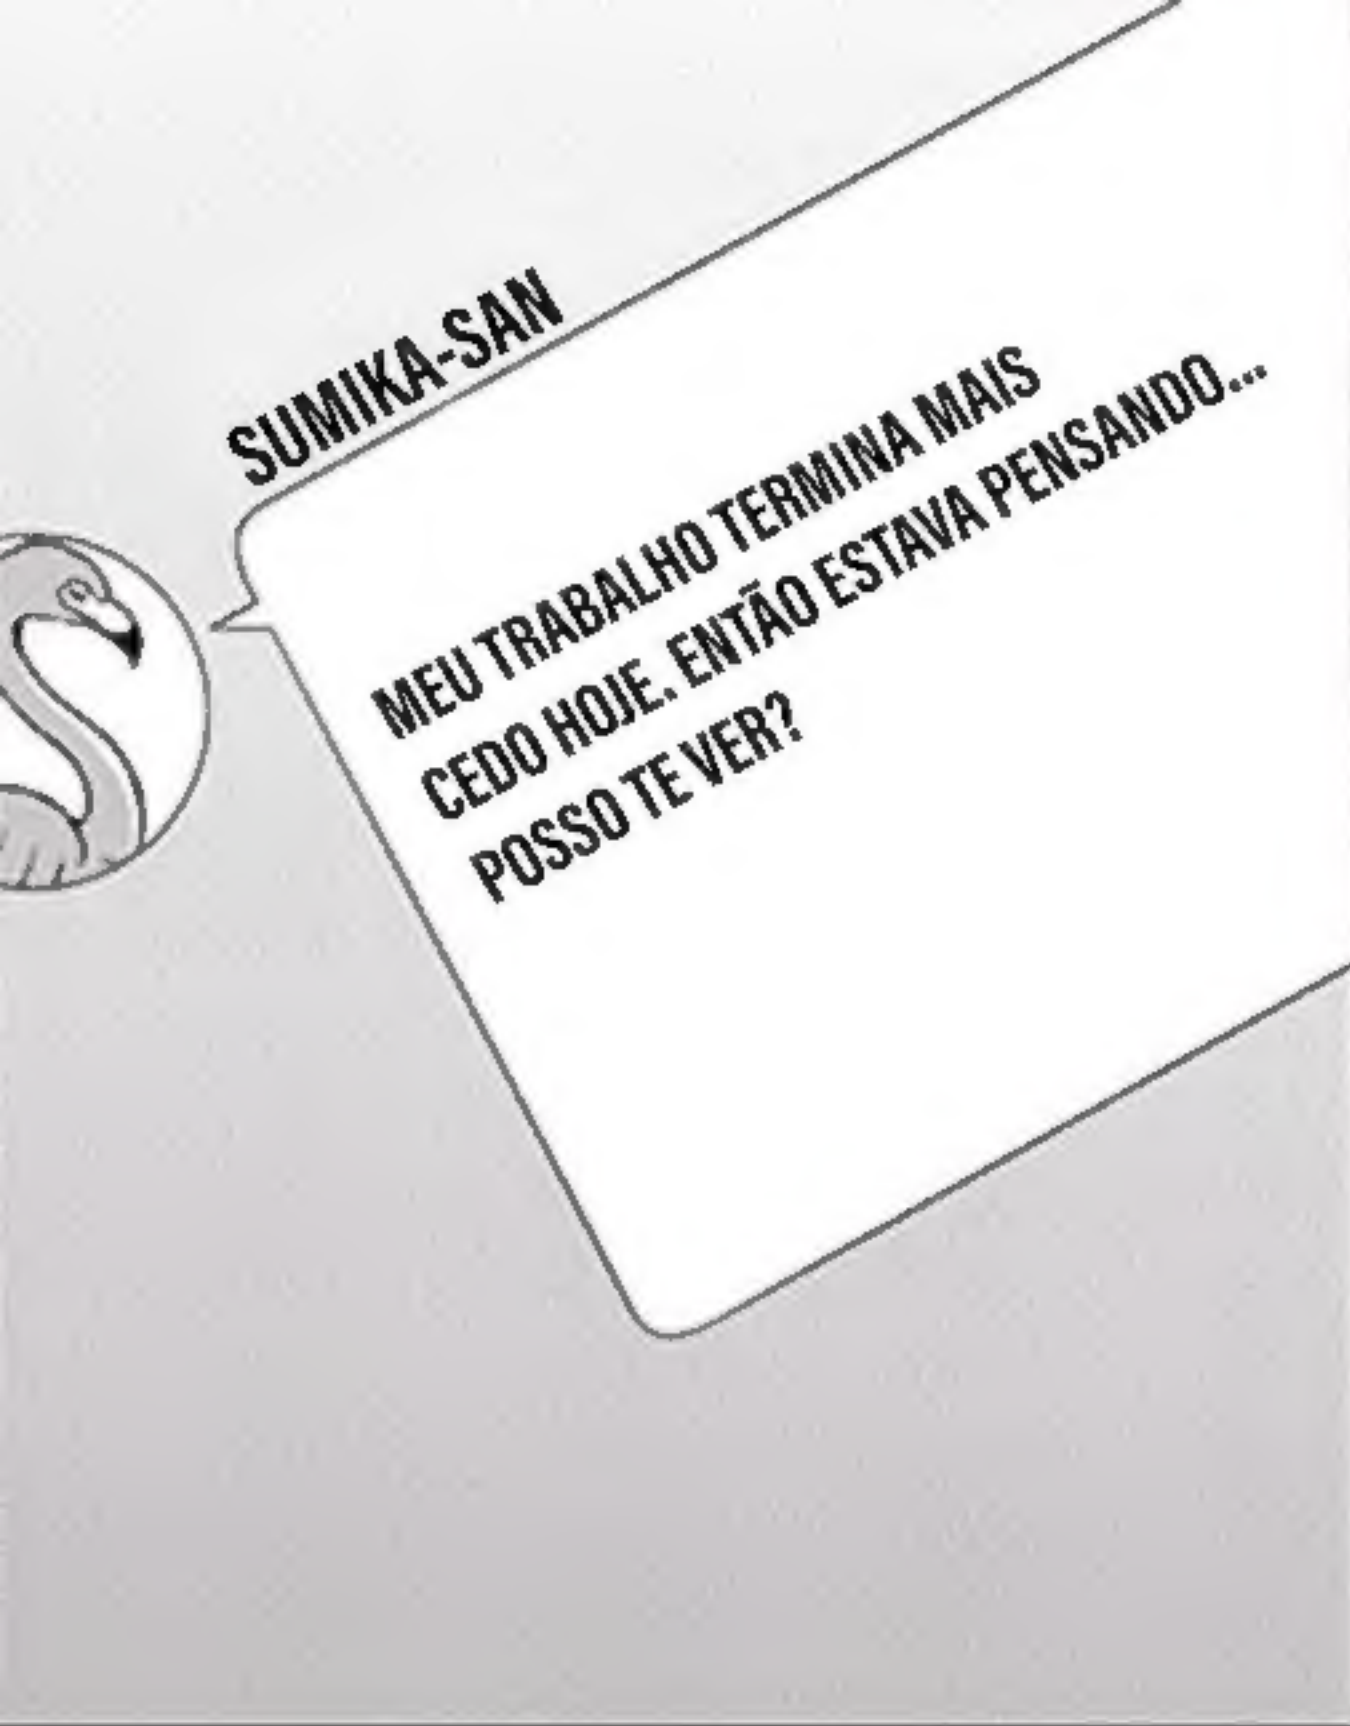 SUMIKA-SAN
MEU TRABALHO TERMINA MAIS
CEDO HOJE. ENTÃO ESTAVA PENSANDO...
POSSO TE VER?